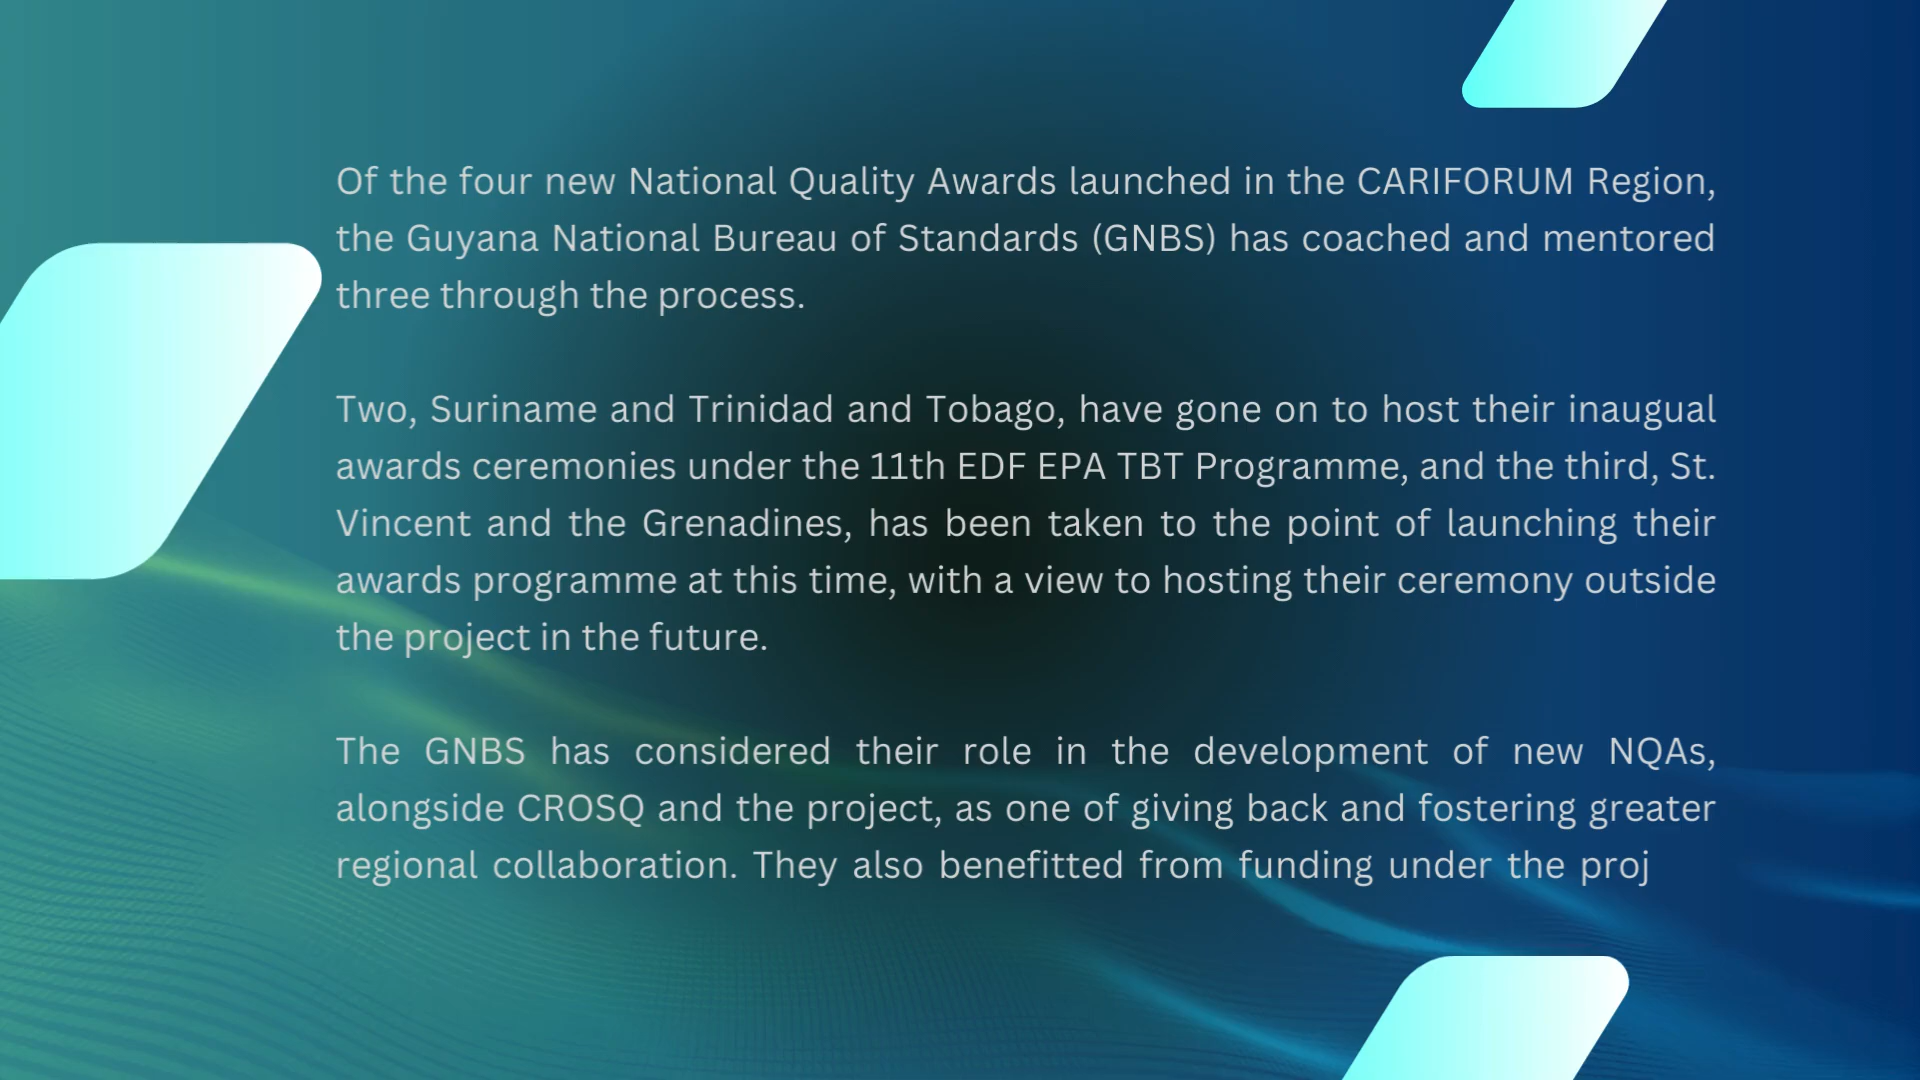 Of the four new National Quality Awards launched in the CARIFORUM Region,
the Guyana National Bureau of Standards (GNBS) has coached and mentored
three through the process.
Two, Suriname and Trinidad and Tobago, have gone on to host their inaugual
awards ceremonies under the 11th EDF EPA TBT Programme, and the third, St.
Vincent and the Grenadines, has been taken to the point of launching their
awards programme at this time, with a view to hosting their ceremony outside
the project in the future.
The GNBS has considered their role in the development of new NQAs,
alongside CROSQ and the project, as one of giving back and fostering greater
regional collaboration. They also benefitted from funding under the proj